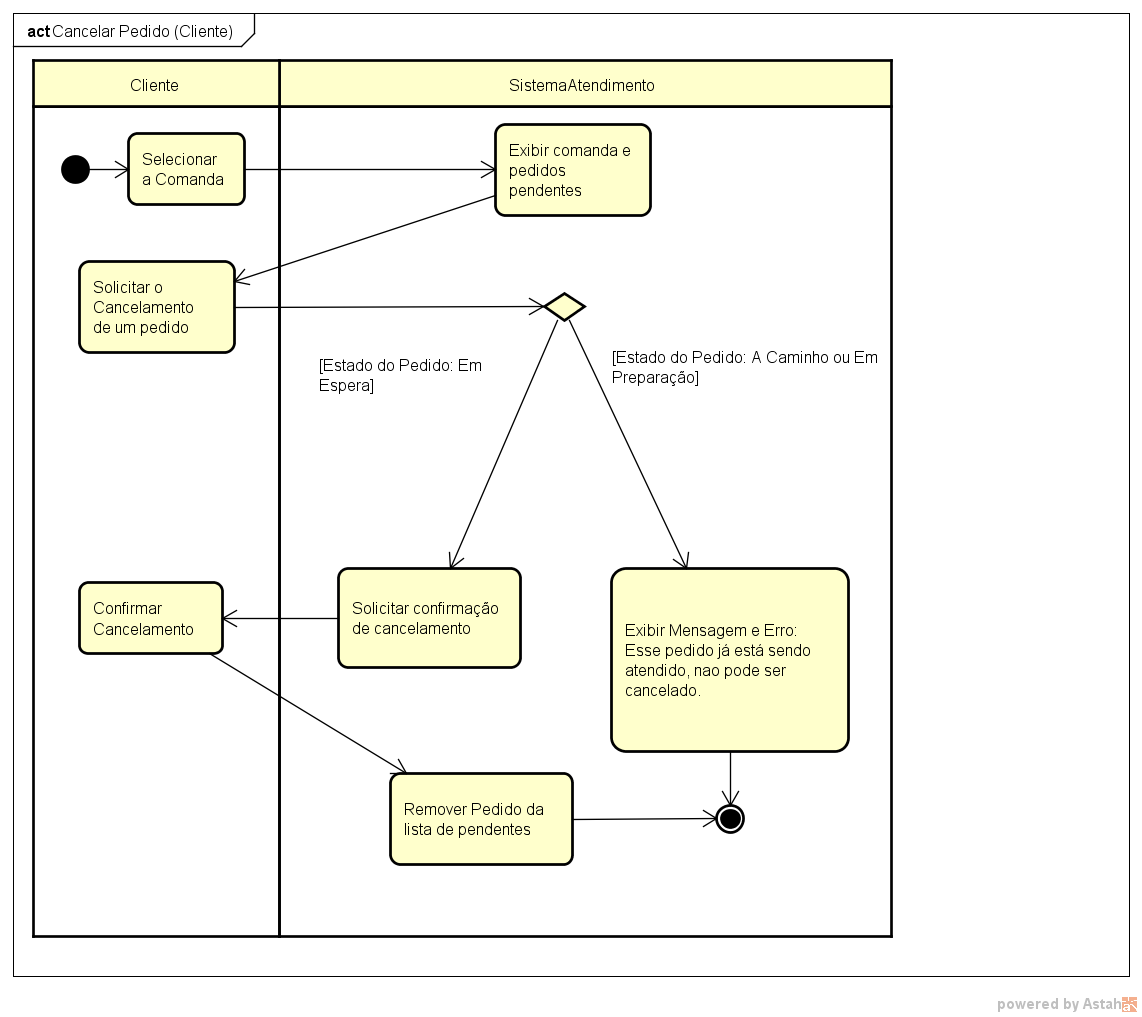 act Cancelar Pedido (Cliente)
Cliente
SistemaAtendimento
Selecionar
a Comanda
Exibir comanda e
pedidos
pendentes
Solicitar o
Cancelamento
de um pedido
[Estado do Pedido: Em
Espera]
[Estado do Pedido: A Caminho ou Em
Preparação]
Confirmar
Cancelamento
Solicitar confirmação
de cancelamento
Exibir Mensagem e Erro:
Esse pedido já está sendo
atendido, nao pode ser
cancelado.
Remover Pedido da
lista de pendentes
powered by Astah